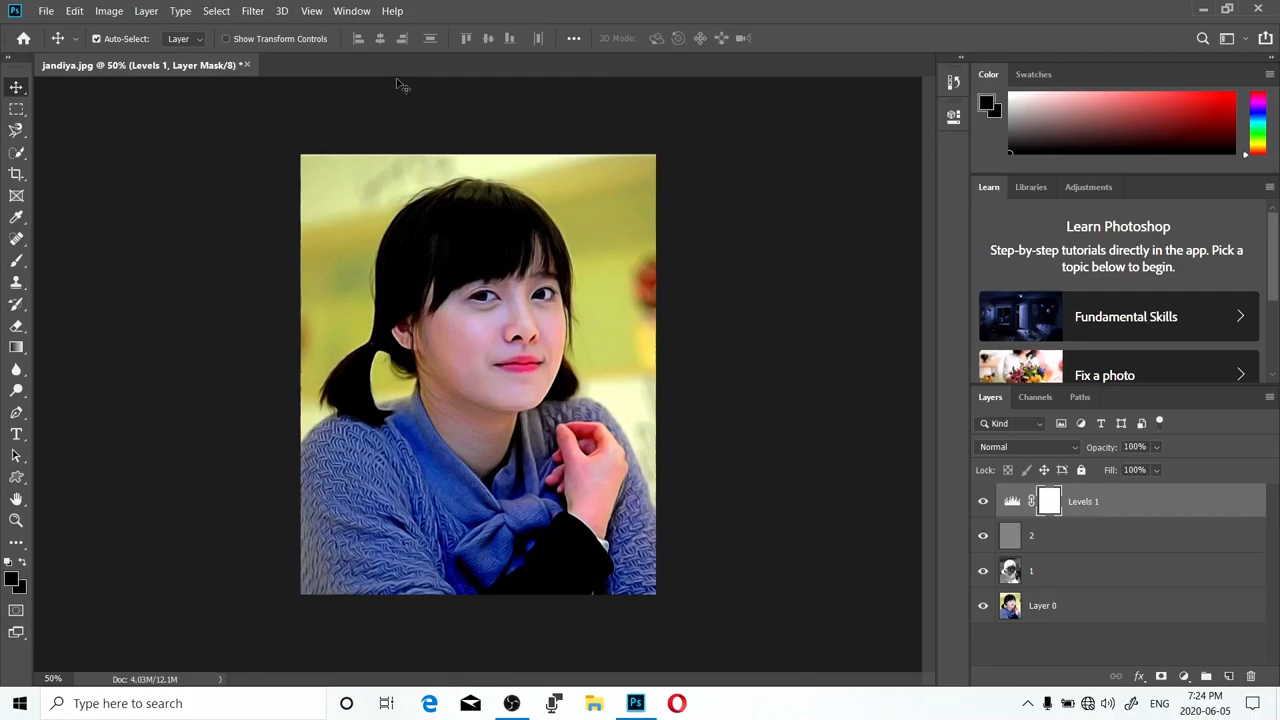 Ps File Edit Image Layer Type Select Filter 3D View Window Help
Auto-Select: Layer Show Transform Controls 3D Mode:
jandiya.jpg @ 50% (Levels 1, Layer Mask/8) *
Color Swatches
Learn Libraries Adjustments
Learn Photoshop
Step-by-step tutorials directly in the app. Pick a
topic below to begin.
Fundamental Skills
Fix a photo
Layers Channels Paths
Kind
Normal Opacity: 100%
Lock: Fill: 100%
Levels 1
2
1
Layer 0
50% Doc: 4.03M/12.1M
fx
Type here to search
Ps
ENG
7:24 PM
2020-06-05